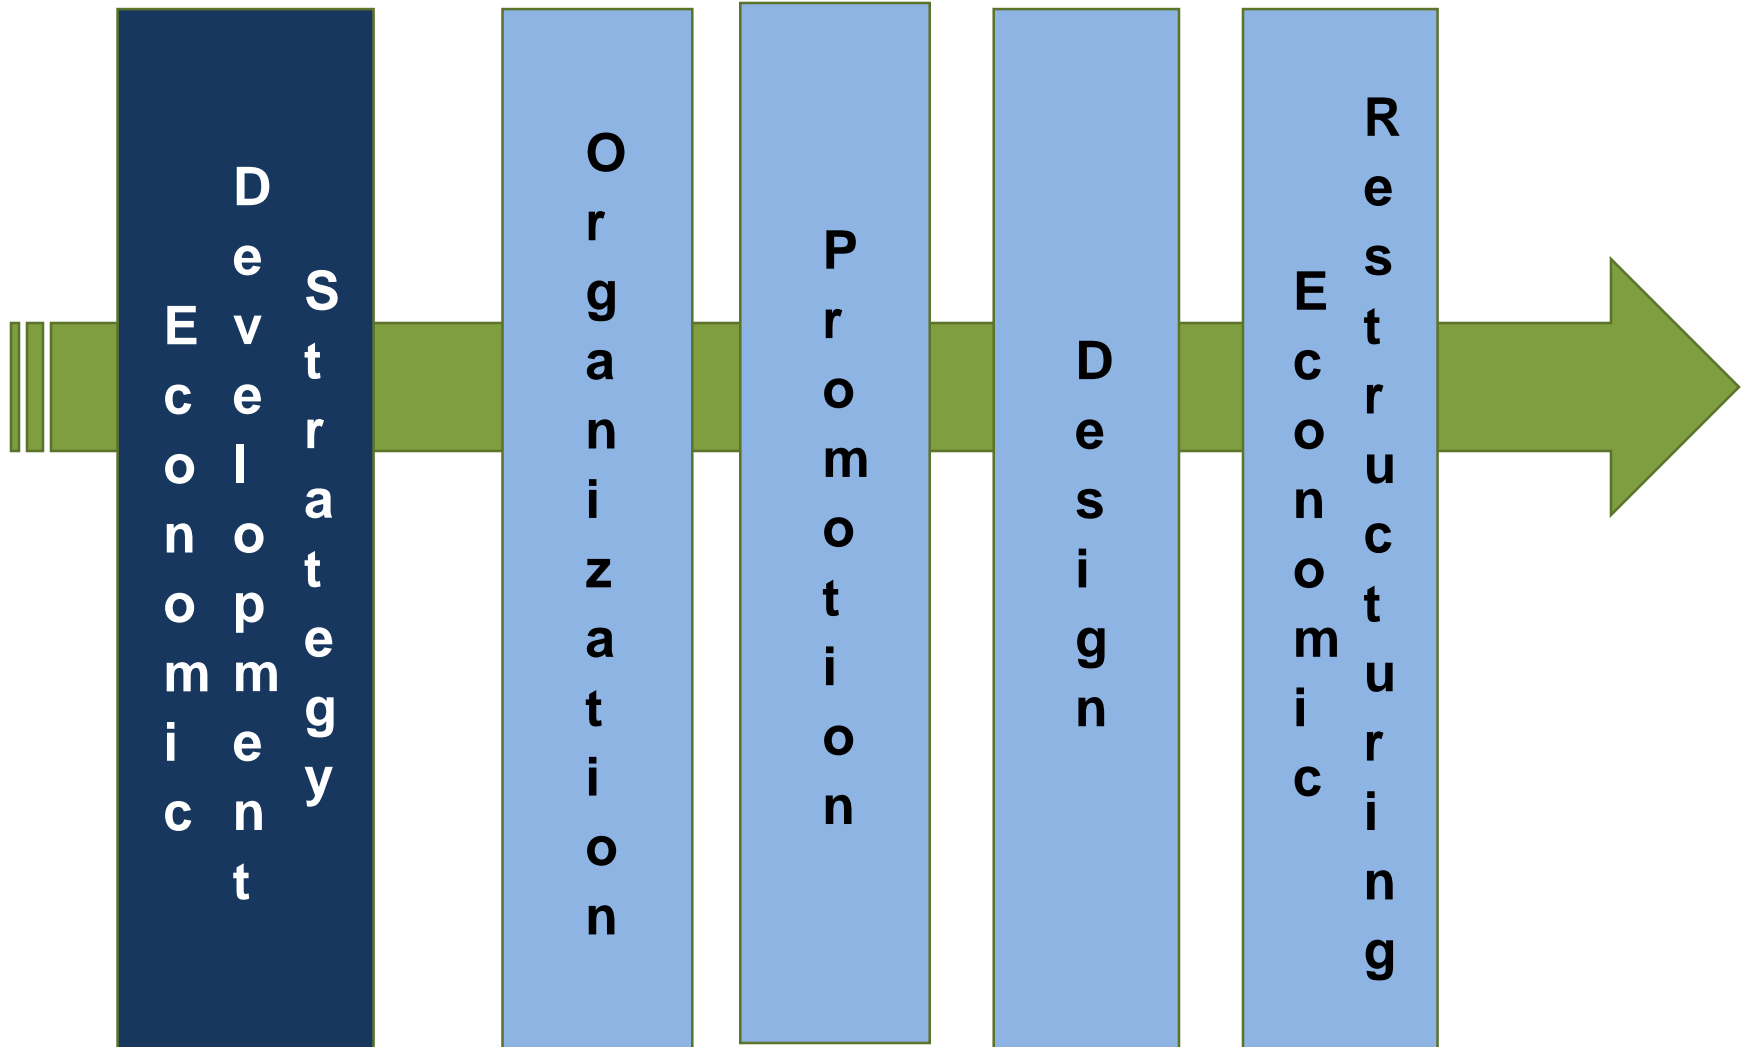 Economic
Development
Strategy
Organization
Promotion
Design
Economic
Restructuring